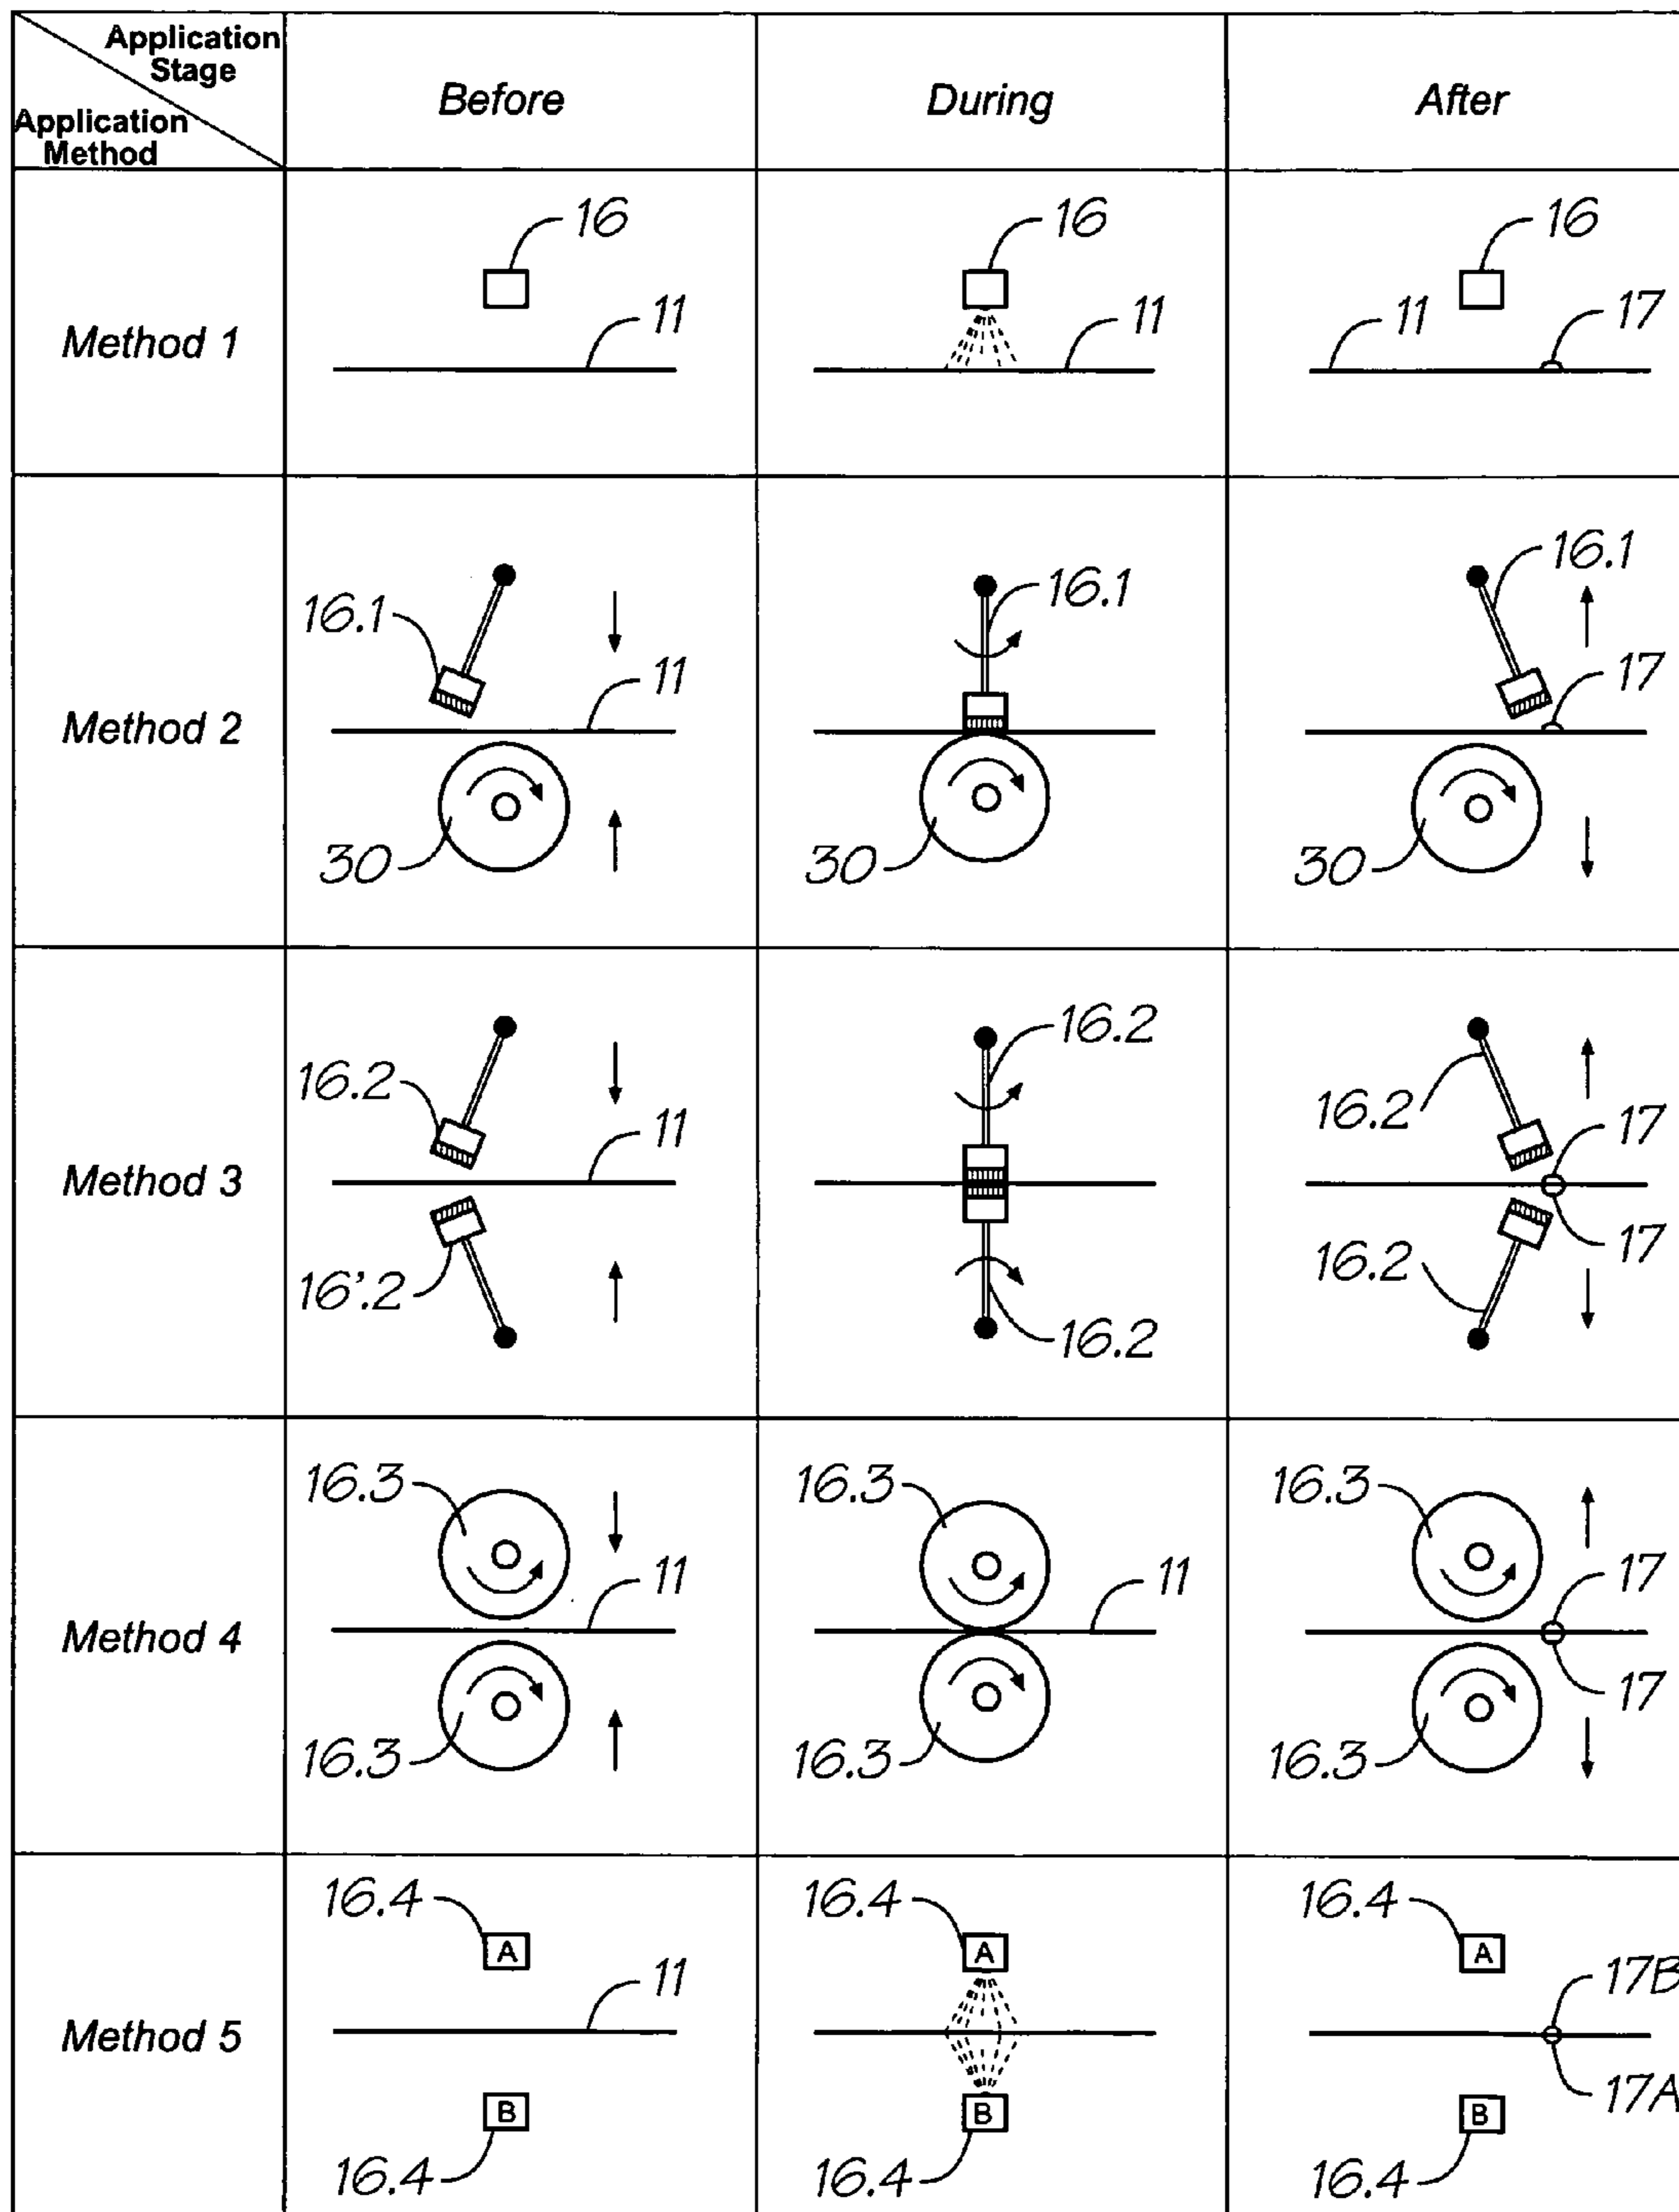 Application
Stage
Application
Method
Before
During
After
Method 1
16
11
16
11
16
11
17
Method 2
16.1
11
30
16.1
30
16.1
17
30
Method 3
16.2
11
16'.2
16.2
16.2
16.2
17
17
16.2
Method 4
16.3
11
16.3
16.3
11
16.3
16.3
17
17
16.3
Method 5
16.4
A
11
B
16.4
16.4
A
B
16.4
16.4
A
17B
17A
B
16.4